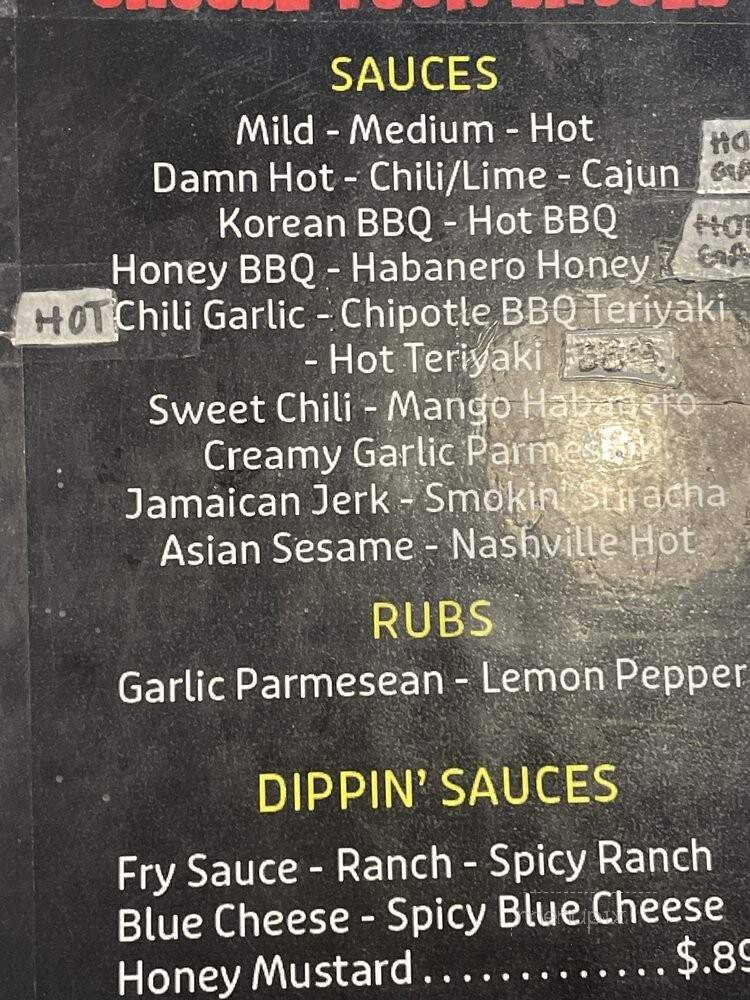 SAUCES
Mild - Medium - Hot
Damn Hot - Chili/Lime - Cajun
Korean BBQ - Hot BBQ
Honey BBQ - Habanero Honey
HOT Chili Garlic - Chipotle BBQ Teriyaki
- Hot Teriyaki BBQ
Sweet Chili - Mango Habanero
Creamy Garlic Parmesan
Jamaican Jerk - Smokin' Sriracha
Asian Sesame - Nashville Hot
RUBS
Garlic Parmesean - Lemon Pepper
DIPPIN' SAUCES
Fry Sauce - Ranch - Spicy Ranch
Blue Cheese - Spicy Blue Cheese
Honey Mustard ............. $.89